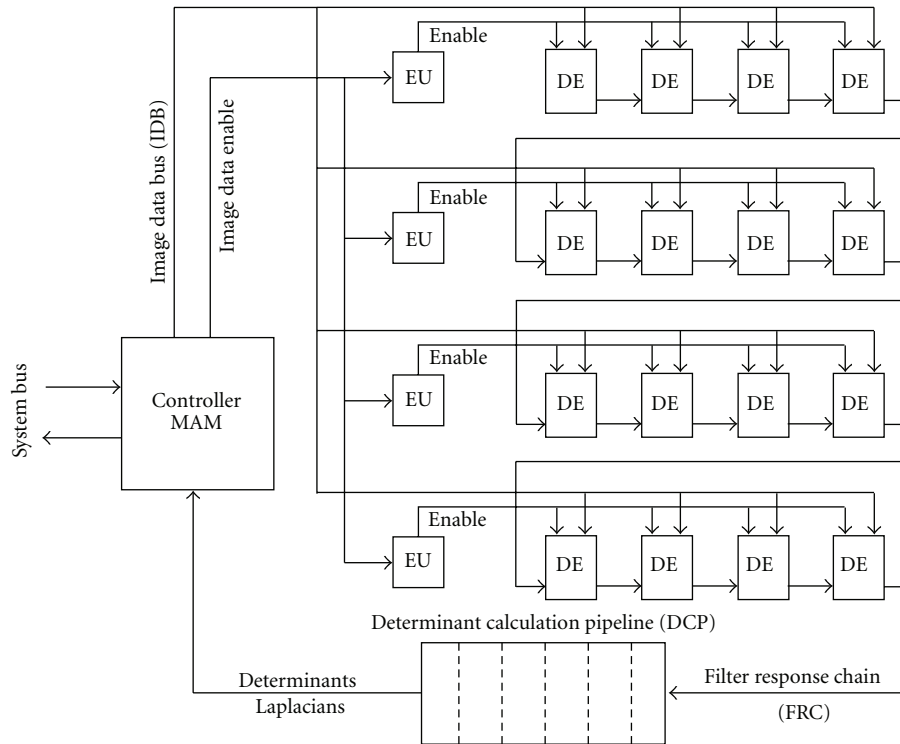 Enable
EU
DE DE DE DE
Image data bus (IDB)
Image data enable
Enable
EU
DE DE DE DE
Enable
EU
DE DE DE DE
System bus
Controller
MAM
Enable
EU
DE DE DE DE
Determinant calculation pipeline (DCP)
Determinants
Laplacians
Filter response chain
(FRC)